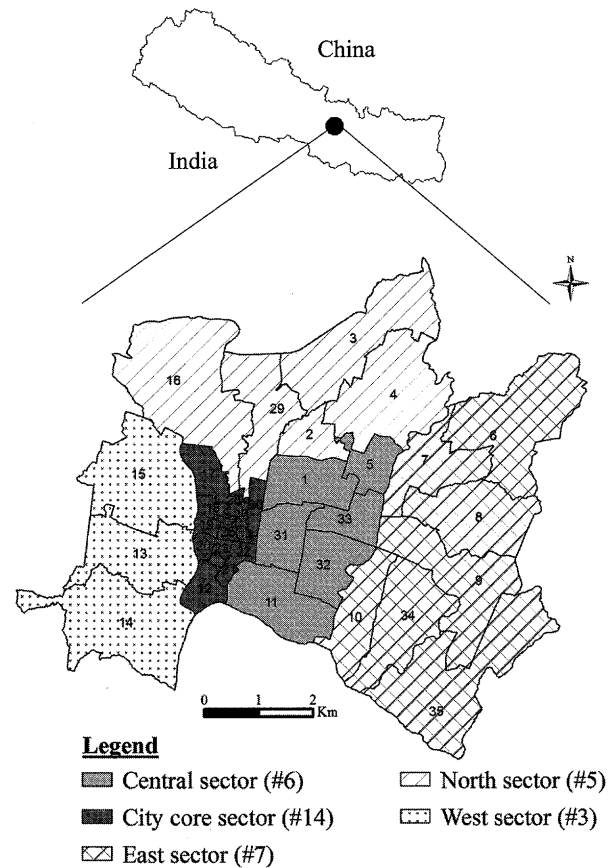 China
India
N
3
16
4
29
2
6
7
5
1
15
8
33
31
13
32
9
12
10
34
14
11
35
0 1 2
Km
Legend
Central sector (#6)
North sector (#5)
City core sector (#14)
West sector (#3)
East sector (#7)